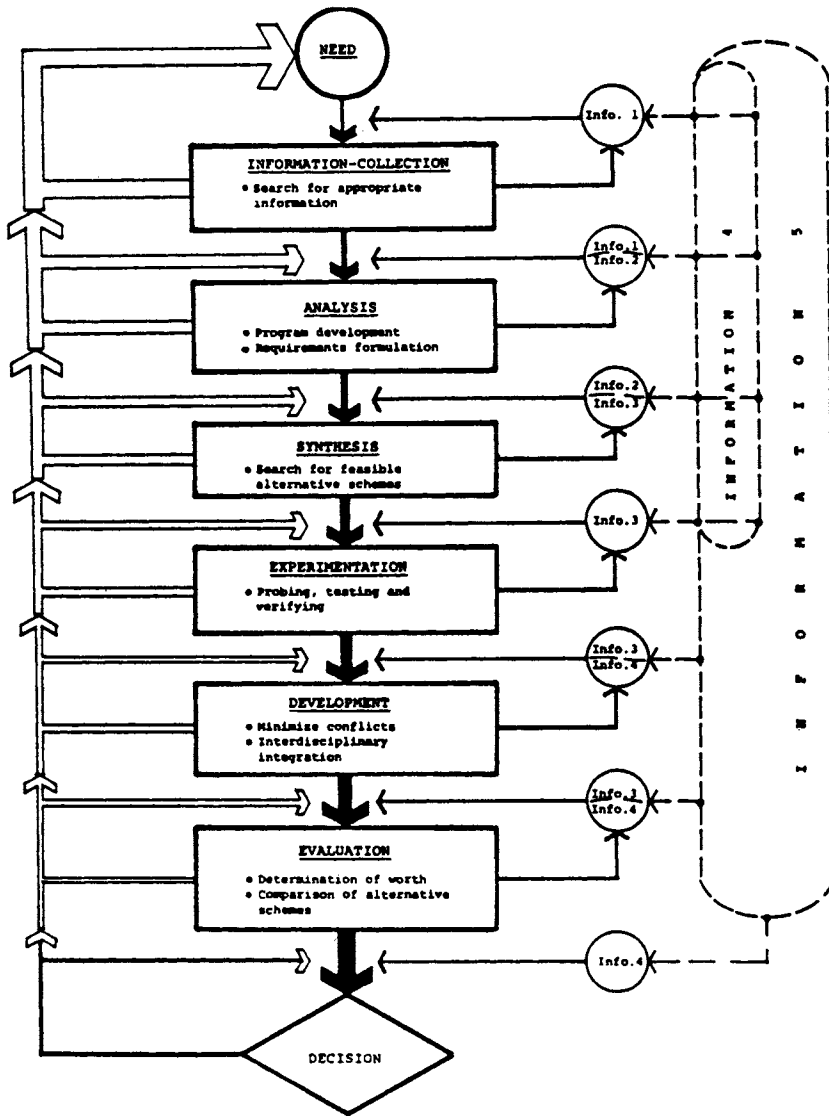 NEED
Info. 1
INFORMATION-COLLECTION
• Search for appropriate
information
Info.1
Info.2
ANALYSIS
• Program development
• Requirements formulation
Info.2
Info.3
SYNTHESIS
• Search for feasible
alternative schemes
Info.3
EXPERIMENTATION
• Probing, testing and
verifying
Info.3
Info.4
DEVELOPMENT
• Minimize conflicts
• Interdisciplinary
integration
Info.3
Info.4
EVALUATION
• Determination of worth
• Comparison of alternative
schemes
Info.4
DECISION
INFORMATION 4
INFORMATION 5